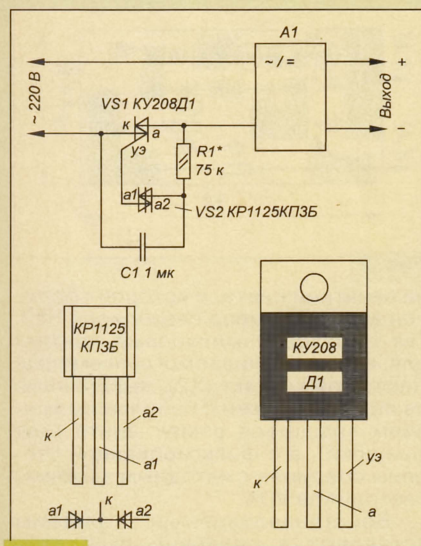 A1
~ / =
+
~ 220 В
Выход
VS1 КУ208Д1
к
а
уэ
R1*
75 к
–
а1
а2
VS2 КР1125КП3Б
С1 1 мк
КР1125
КП3Б
КУ208
Д1
к
а2
а1
к
уэ
а
а1
к
а2